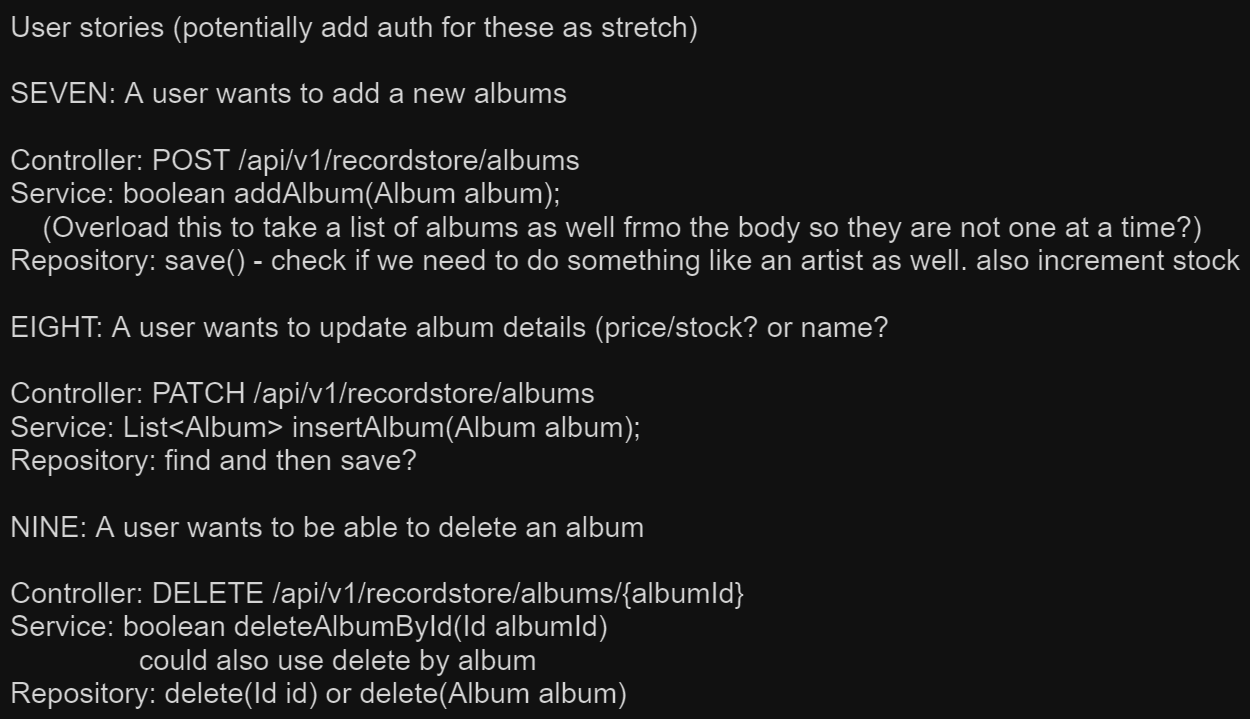 User stories (potentially add auth for these as stretch)
SEVEN: A user wants to add a new albums
Controller: POST /api/v1/recordstore/albums
Service: boolean addAlbum(Album album);
(Overload this to take a list of albums as well frmo the body so they are not one at a time?)
Repository: save() - check if we need to do something like an artist as well. also increment stock
EIGHT: A user wants to update album details (price/stock? or name?
Controller: PATCH /api/v1/recordstore/albums
Service: List<Album> insertAlbum(Album album);
Repository: find and then save?
NINE: A user wants to be able to delete an album
Controller: DELETE /api/v1/recordstore/albums/{albumId}
Service: boolean deleteAlbumById(Id albumId)
could also use delete by album
Repository: delete(Id id) or delete(Album album)